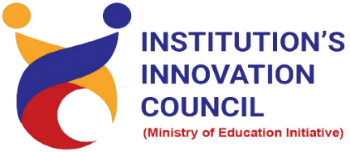 INSTITUTION'S
INNOVATION
COUNCIL
(Ministry of Education Initiative)